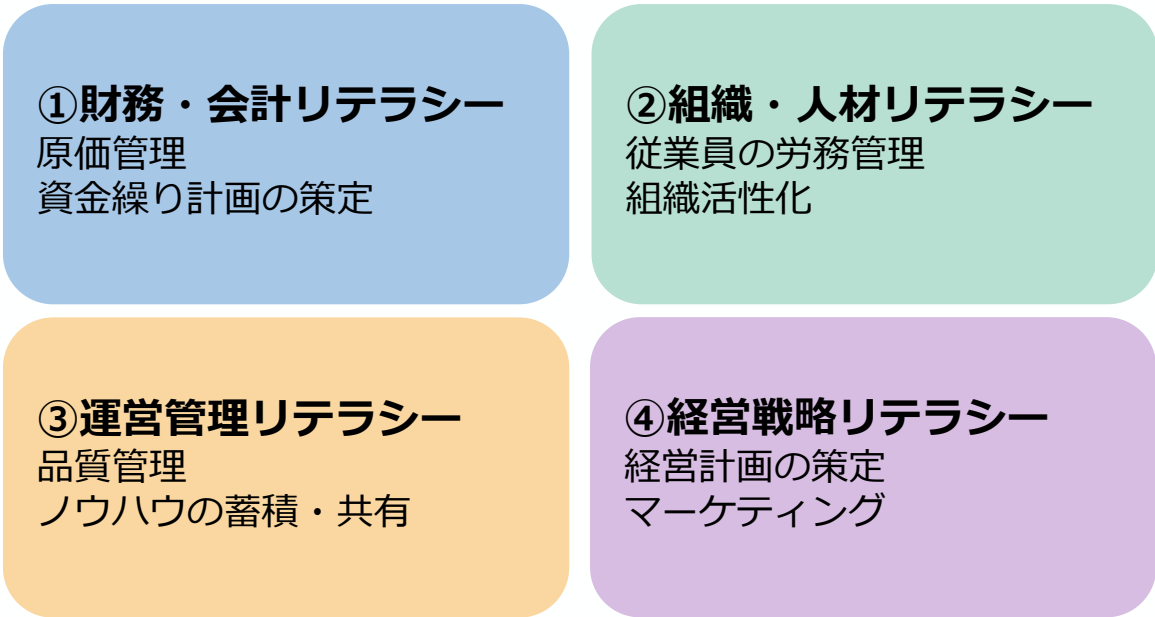 ①財務・会計リテラシー
原価管理
資金繰り計画の策定
②組織・人材リテラシー
従業員の労務管理
組織活性化
③運営管理リテラシー
品質管理
ノウハウの蓄積・共有
④経営戦略リテラシー
経営計画の策定
マーケティング